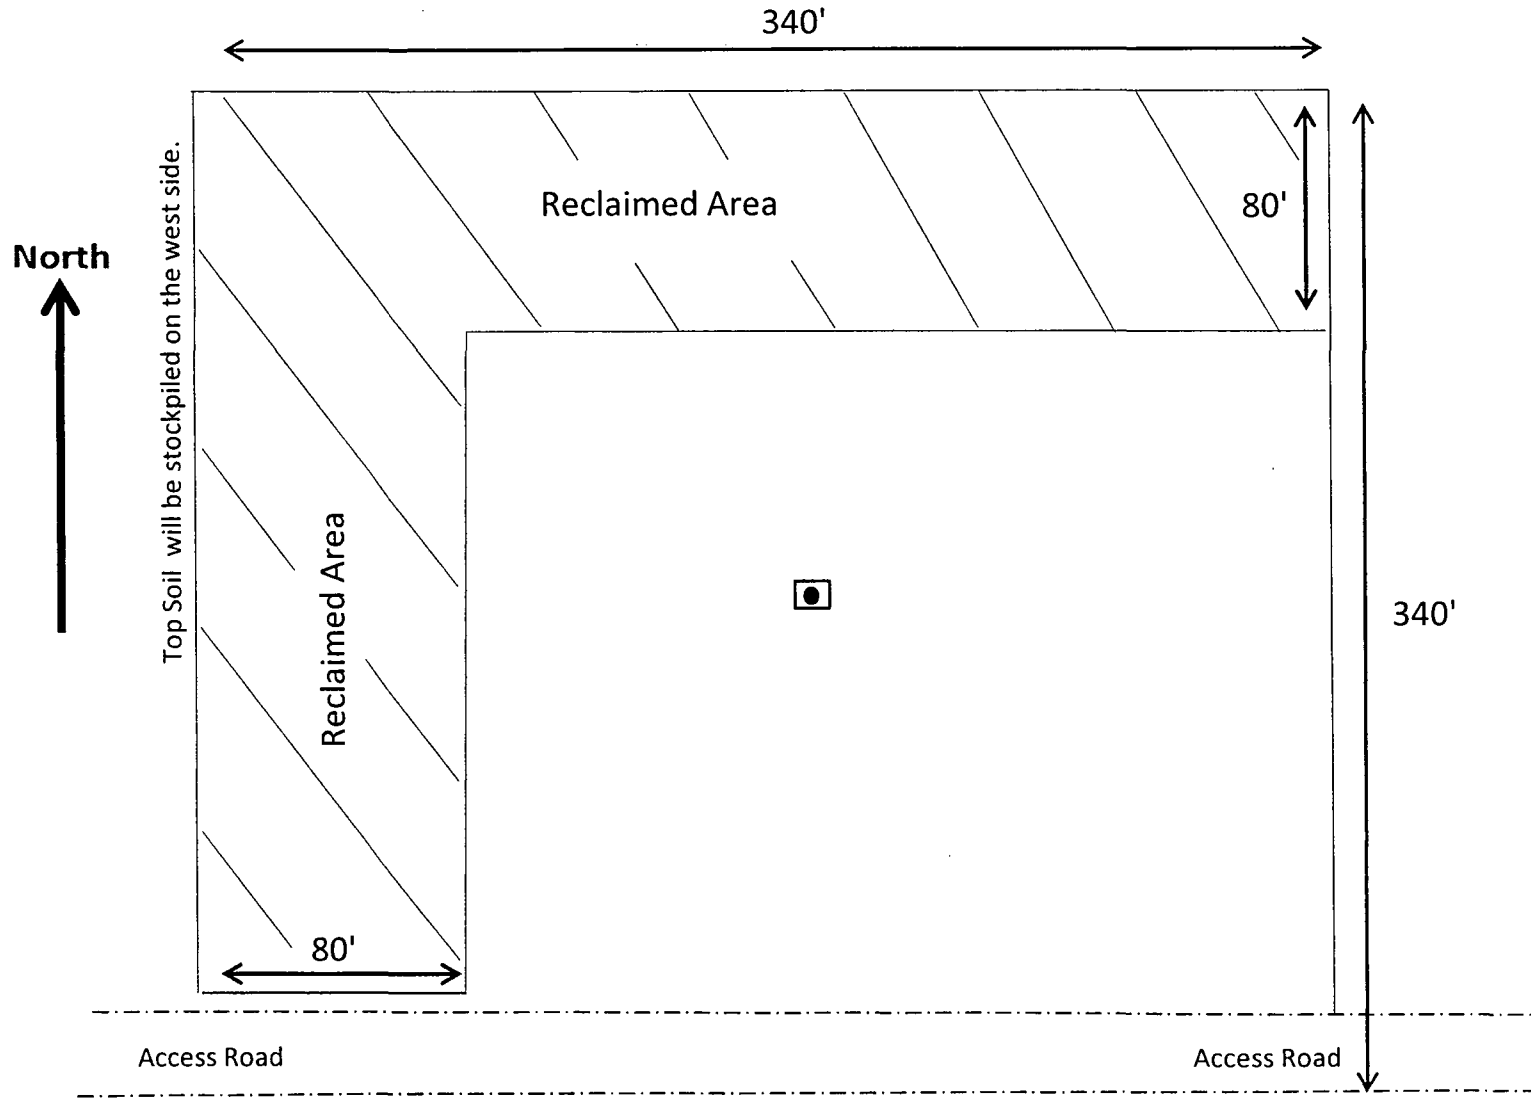 340'
Top Soil will be stockpiled on the west side.
Reclaimed Area
80'
North
Reclaimed Area
340'
80'
Access Road
Access Road